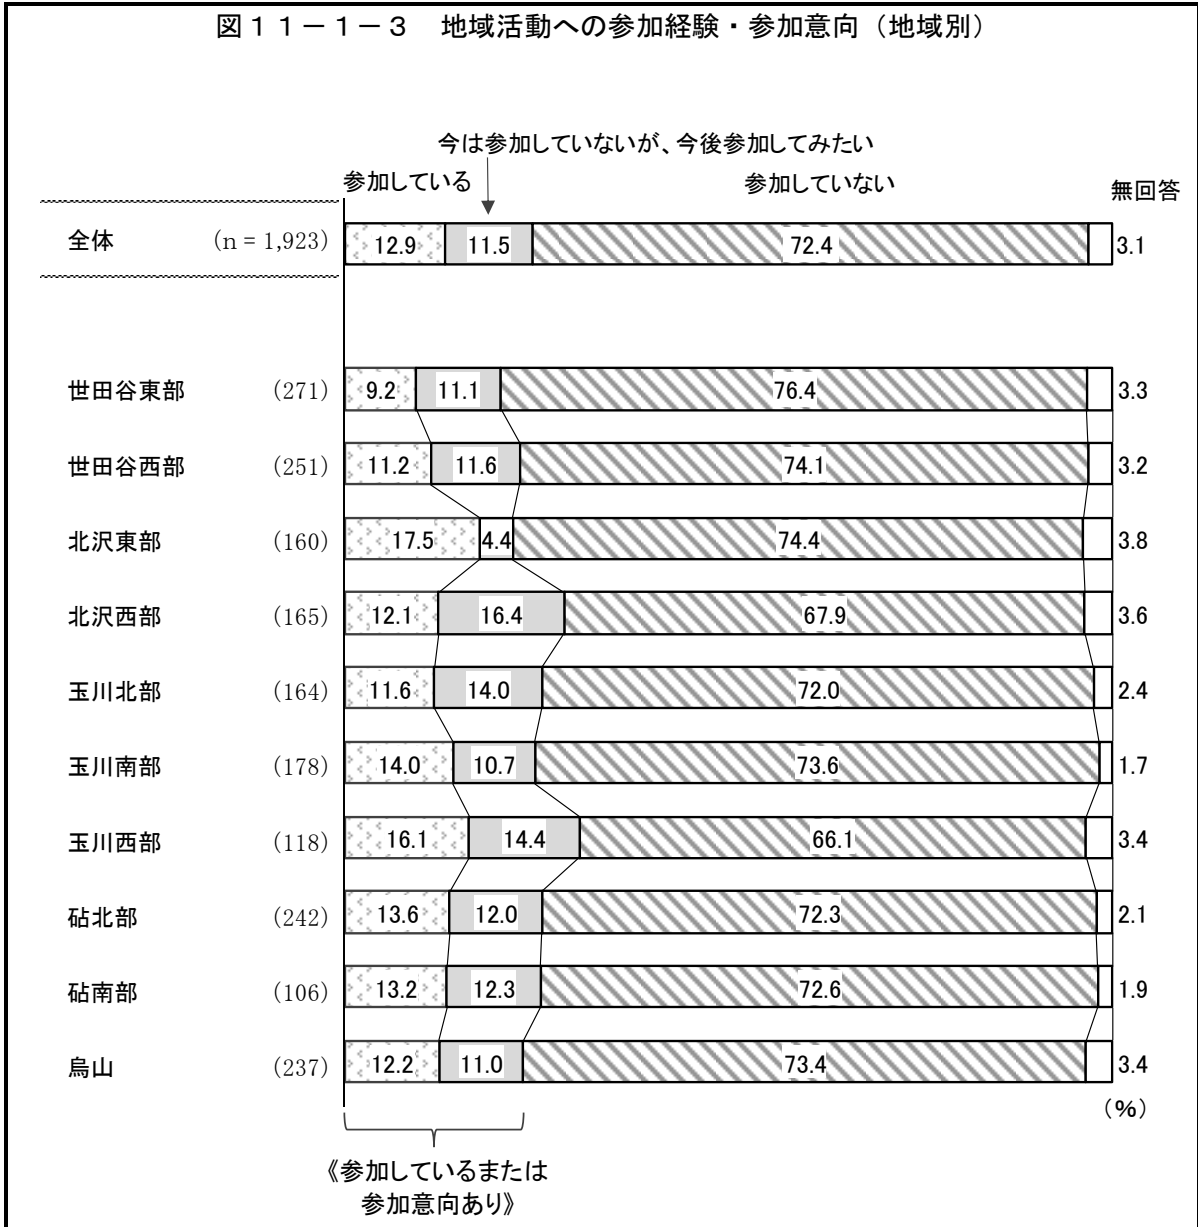 図11-1-3 地域活動への参加経験・参加意向（地域別）
今は参加していないが、今後参加してみたい
参加している 参加していない 無回答
全体 (n = 1,923) 12.9 11.5 72.4 3.1
世田谷東部 (271) 9.2 11.1 76.4 3.3
世田谷西部 (251) 11.2 11.6 74.1 3.2
北沢東部 (160) 17.5 4.4 74.4 3.8
北沢西部 (165) 12.1 16.4 67.9 3.6
玉川北部 (164) 11.6 14.0 72.0 2.4
玉川南部 (178) 14.0 10.7 73.6 1.7
玉川西部 (118) 16.1 14.4 66.1 3.4
砧北部 (242) 13.6 12.0 72.3 2.1
砧南部 (106) 13.2 12.3 72.6 1.9
烏山 (237) 12.2 11.0 73.4 3.4
(%)
《参加しているまたは
参加意向あり》